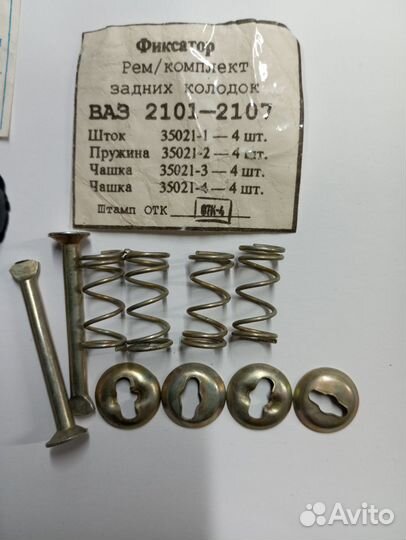 Фиксатор
Рем/комплект
задних колодок
ВАЗ 2101—2107
Шток 35021-1 — 4 шт.
Пружина 35021-2 — 4 шт.
Чашка 35021-3 — 4 шт.
Чашка 35021-4 — 4 шт.
Штамп ОТК ОТК-4
Avito